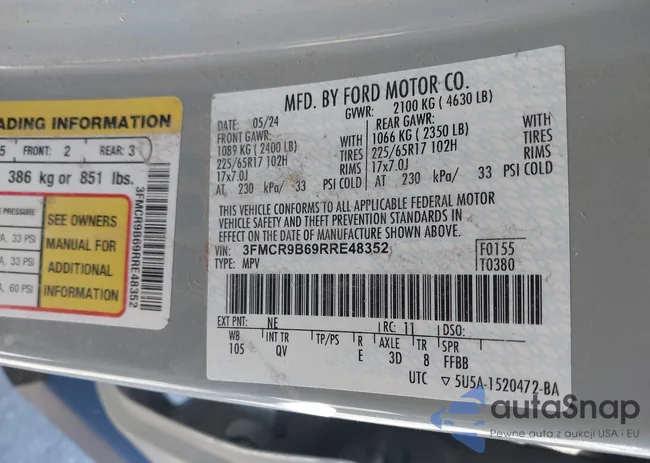 ADING INFORMATION
5 FRONT: 2 REAR: 3
386 kg or 851 lbs.
PRESSURE
A, 33 PSI
A, 33 PSI
A, 60 PSI
SEE OWNERS
MANUAL FOR
ADDITIONAL
INFORMATION
3FMCR9B69RRE48352
MFD. BY FORD MOTOR CO.
DATE: 05/24 GVWR: 2100 KG ( 4630 LB)
FRONT GAWR: REAR GAWR:
1089 KG ( 2400 LB) 1066 KG ( 2350 LB) WITH
225/65R17 102H TIRES 225/65R17 102H TIRES
17x7.0J RIMS 17x7.0J RIMS
AT 230 kPa/ 33 PSI COLD AT 230 kPa/ 33 PSI COLD
THIS VEHICLE CONFORMS TO ALL APPLICABLE FEDERAL MOTOR
VEHICLE SAFETY AND THEFT PREVENTION STANDARDS IN EFFECT
ON THE DATE OF MANUFACTURE SHOWN ABOVE.
VIN: 3FMCR9B69RRE48352 F0155
TYPE: MPV T0380
EXT PNT: NE RC: 11 DSO:
WB INT TR TP/PS R AXLE TR SPR
105 QV E 3D 8 FFBB
UTC ▽ 5U5A-1520472-BA
autaSnap
Pewne auta z aukcji USA i EU